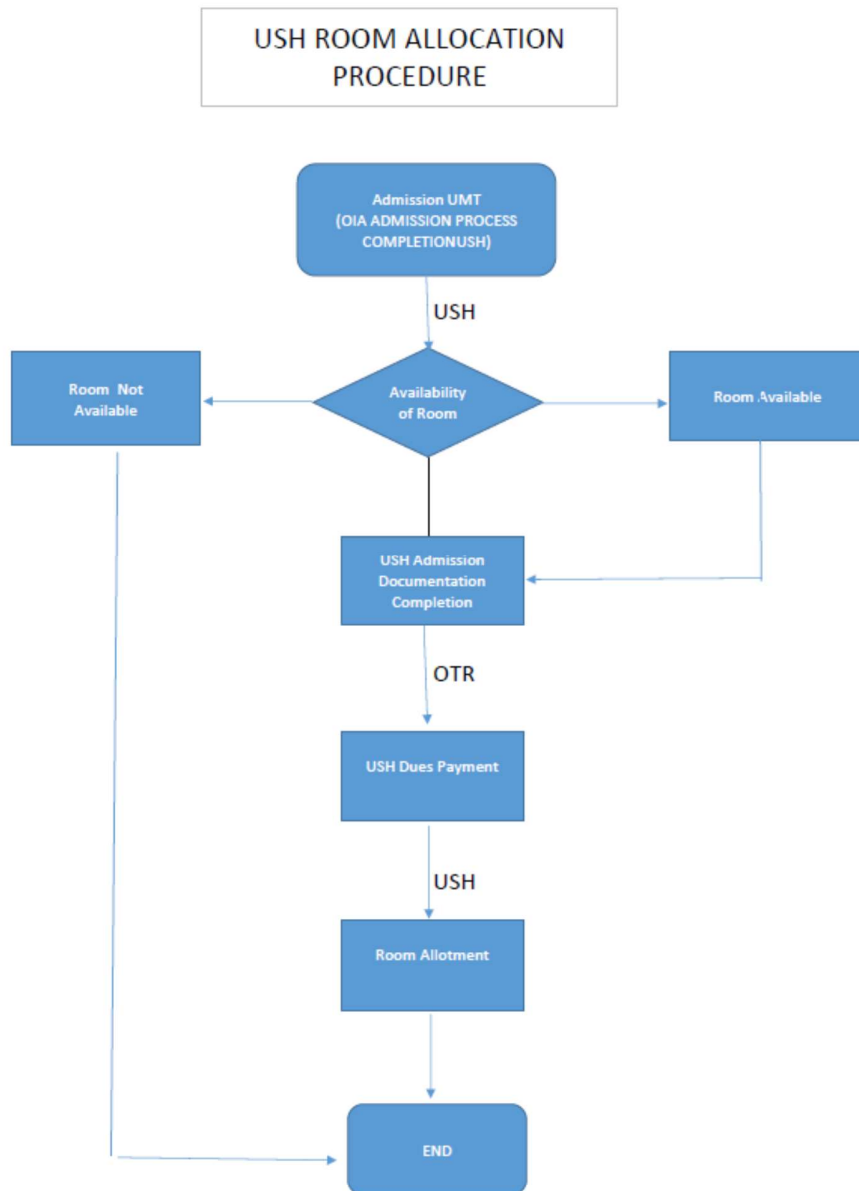 USH ROOM ALLOCATION
PROCEDURE
Admission UMT
(OIA ADMISSION PROCESS
COMPLETIONUSH)
USH
Room Not
Available
Availability
of Room
Room Available
USH Admission
Documentation
Completion
OTR
USH Dues Payment
USH
Room Allotment
END